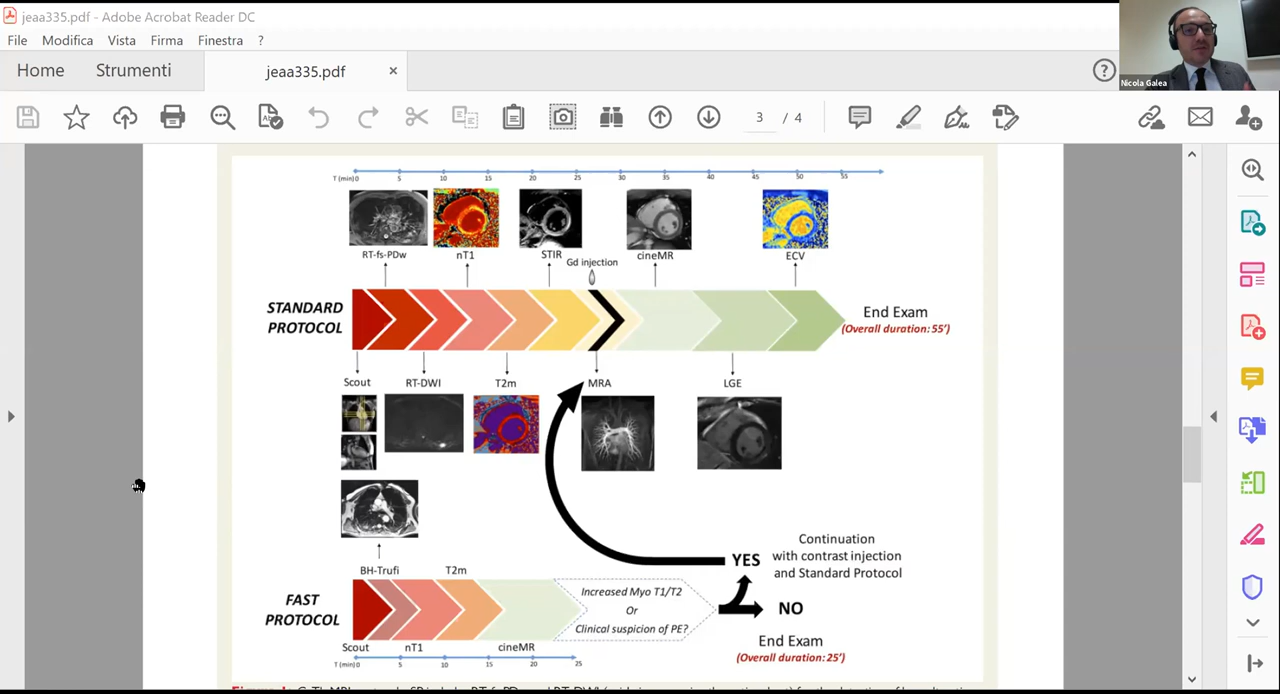 jeaa335.pdf - Adobe Acrobat Reader DC
File Modifica Vista Firma Finestra ?
Home Strumenti jeaa335.pdf ×
Nicola Galea
3 / 4
T (min) 0 5 10 15 20 25 30 35 40 45 50 55
RT-fs-PDw nT1 STIR Gd injection cineMR ECV
STANDARD
PROTOCOL
End Exam
(Overall duration: 55')
Scout RT-DWI T2m MRA LGE
Continuation
with contrast injection
and Standard Protocol
YES
BH-Trufi T2m
FAST
PROTOCOL
Increased Myo T1/T2
Or
Clinical suspicion of PE?
NO
End Exam
(Overall duration: 25')
Scout nT1 cineMR
T (min) 0 5 10 15 20 25